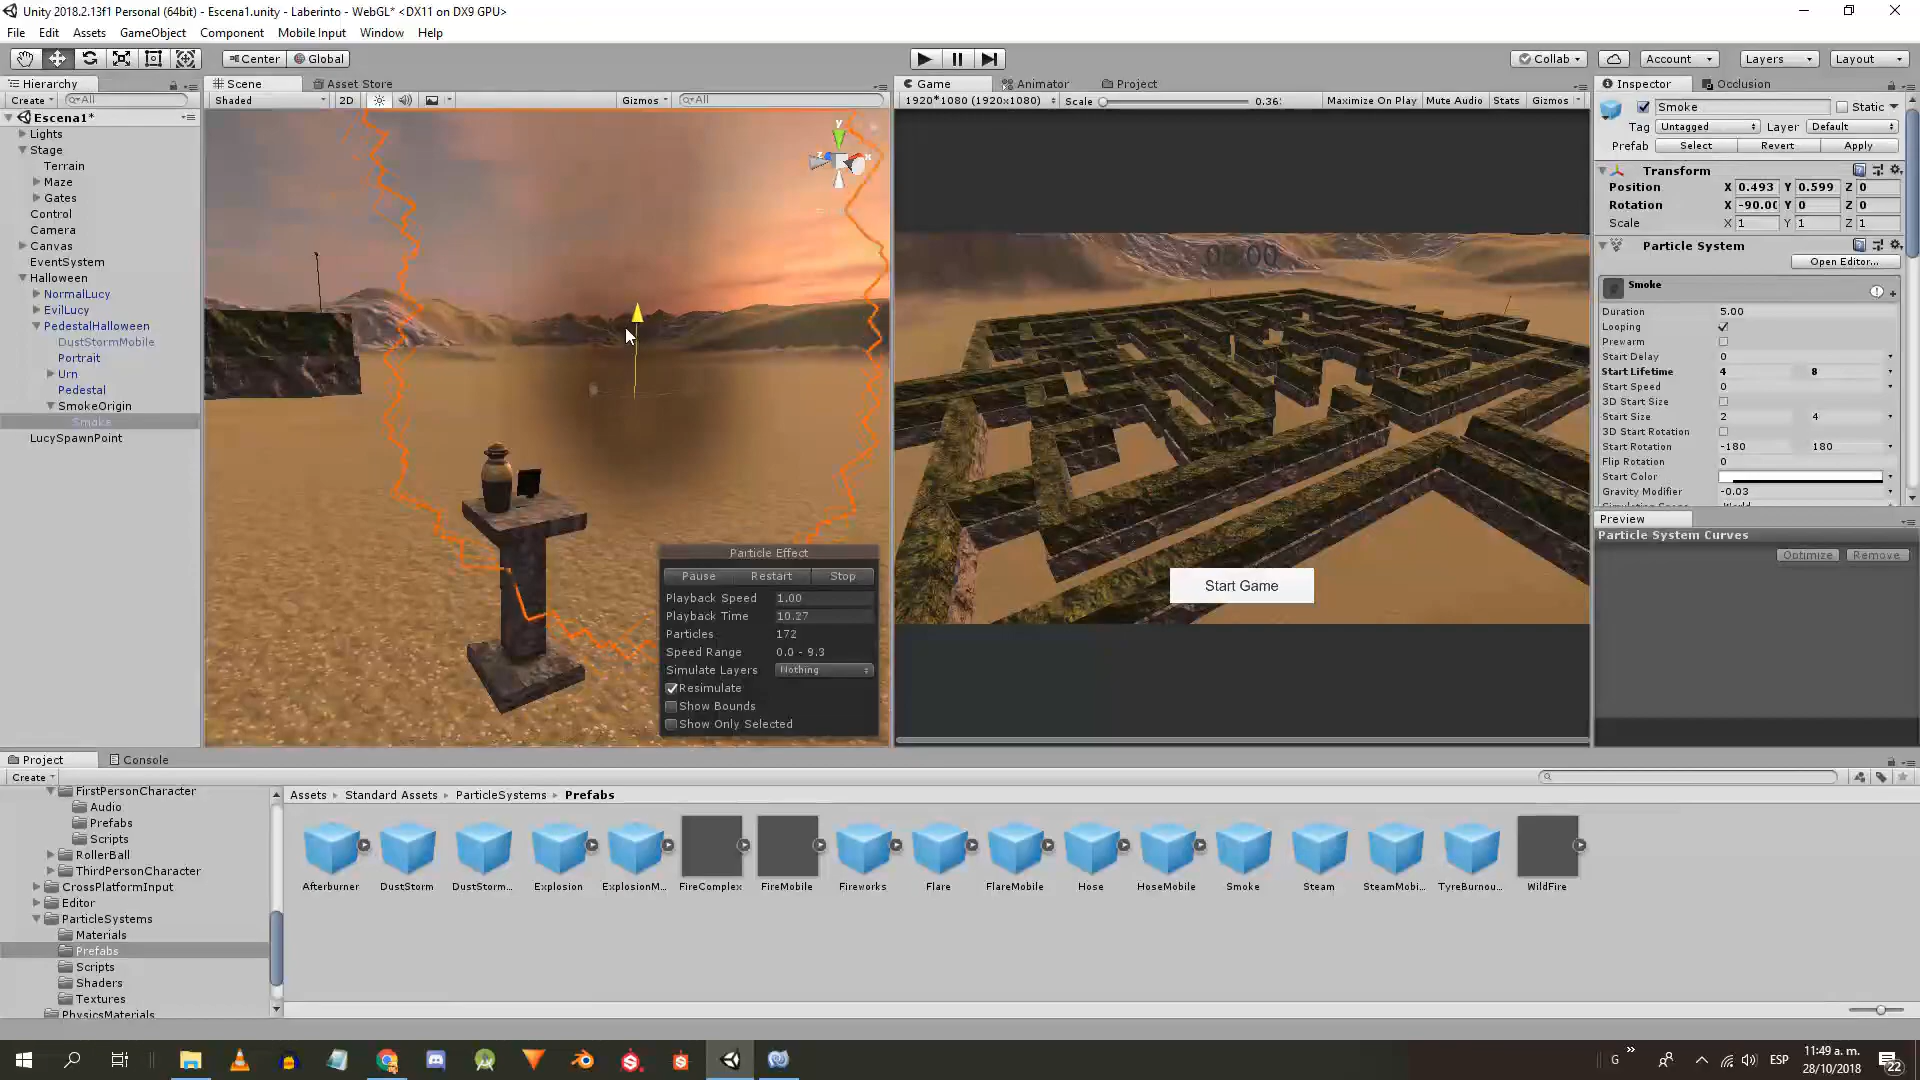 Unity 2018.2.13f1 Personal (64bit) - Escena1.unity - Laberinto - WebGL* <DX11 on DX9 GPU>
File Edit Assets GameObject Component Mobile Input Window Help
Center Global
Collab Account Layers Layout
Hierarchy
Create All
Escena1*
Lights
Stage
Terrain
Maze
Gates
Control
Camera
Canvas
EventSystem
Halloween
NormalLucy
EvilLucy
PedestalHalloween
DustStormMobile
Portrait
Urn
Pedestal
SmokeOrigin
Smoke
LucySpawnPoint
Scene Asset Store
Shaded 2D Gizmos All
y
z
x
Particle Effect
Pause Restart Stop
Playback Speed 1.00
Playback Time 10.27
Particles 172
Speed Range 0.0 - 9.3
Simulate Layers Nothing
Resimulate
Show Bounds
Show Only Selected
Game Animator Project
1920*1080 (1920x1080) Scale 0.36: Maximize On Play Mute Audio Stats Gizmos
05:00
Start Game
Inspector Occlusion
Smoke Static
Tag Untagged Layer Default
Prefab Select Revert Apply
Transform
Position X 0.493 Y 0.599 Z 0
Rotation X -90.00 Y 0 Z 0
Scale X 1 Y 1 Z 1
Particle System
Open Editor...
Smoke
Duration 5.00
Looping
Prewarm
Start Delay 0
Start Lifetime 4 8
Start Speed 0
3D Start Size
Start Size 2 4
3D Start Rotation
Start Rotation -180 180
Flip Rotation 0
Start Color
Gravity Modifier -0.03
Preview
Particle System Curves
Optimize Remove
Project Console
Create
FirstPersonCharacter
Audio
Prefabs
Scripts
RollerBall
ThirdPersonCharacter
CrossPlatformInput
Editor
ParticleSystems
Materials
Prefabs
Scripts
Shaders
Textures
PhysicsMaterials
Assets Standard Assets ParticleSystems Prefabs
Afterburner DustStorm DustStorm... Explosion ExplosionM... FireComplex FireMobile Fireworks Flare FlareMobile Hose HoseMobile Smoke Steam SteamMobi... TyreBurnou... WildFire
G » ESP 11:49 a. m.
28/10/2018
22